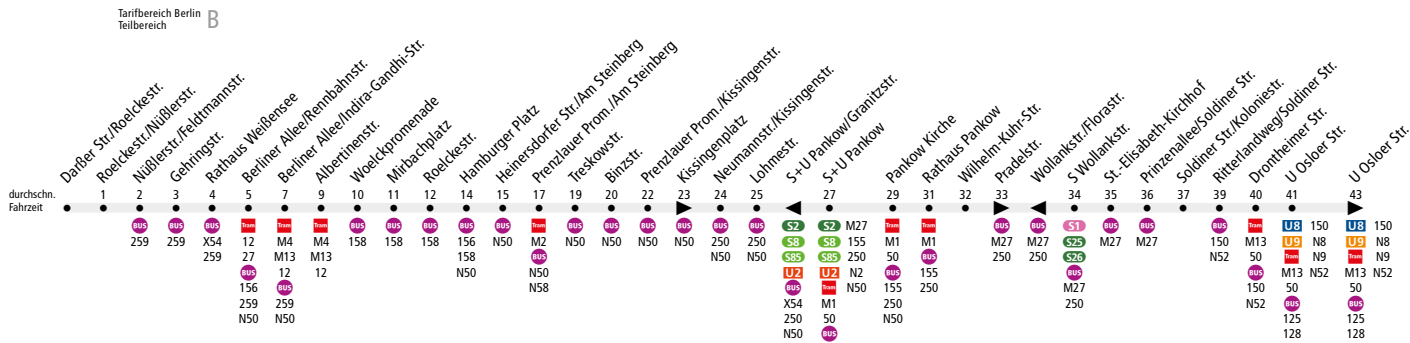 Tarifbereich Berlin
Teilbereich
B
Darßer Str./Roelckestr.
Roelckestr./Nüßlerstr.
Nüßlerstr./Feldtmannstr.
Gehringstr.
Rathaus Weißensee
Berliner Allee/Rennbahnstr.
Berliner Allee/Indira-Gandhi-Str.
Albertinenstr.
Woelckpromenade
Mirbachplatz
Roelckestr.
Hamburger Platz
Heinersdorfer Str./Am Steinberg
Prenzlauer Prom./Am Steinberg
Treskowstr.
Binzstr.
Prenzlauer Prom./Kissingenstr.
Kissingenplatz
Neumannstr./Kissingenstr.
Lohmestr.
S+U Pankow/Granitzstr.
S+U Pankow
Pankow Kirche
Rathaus Pankow
Wilhelm-Kuhr-Str.
Pradelstr.
Wollankstr./Florastr.
S Wollankstr.
St.-Elisabeth-Kirchhof
Prinzenallee/Soldiner Str.
Soldiner Str./Koloniestr.
Ritterlandweg/Soldiner Str.
Drontheimer Str.
U Osloer Str.
U Osloer Str.
durchschn. 1 2 3 4 5 7 9 10 11 12 14 15 17 19 20 22 23 24 25 27 29 31 32 33 34 35 36 37 39 40 41 43
Fahrzeit
BUS
259
BUS
259
BUS
X54
259
Tram
12
27
BUS
156
259
N50
Tram
M4
M13
12
BUS
259
N50
Tram
M4
M13
12
BUS
158
BUS
158
BUS
158
BUS
156
158
N50
BUS
N50
Tram
M2
BUS
N50
N58
BUS
N50
BUS
N50
BUS
N50
BUS
N50
BUS
250
N50
BUS
250
N50
S2
S8
S85
U2
BUS
X54
250
N50
S2
S8
S85
U2
Tram
M1
50
BUS
M27
155
250
N2
N50
Tram
M1
50
BUS
155
250
N50
Tram
M1
BUS
155
250
BUS
M27
250
BUS
M27
250
S1
S25
S26
BUS
M27
250
BUS
M27
BUS
M27
BUS
150
N52
Tram
M13
50
BUS
150
N52
U8
U9
Tram
M13
50
BUS
125
128
150
N8
N9
N52
U8
U9
Tram
M13
50
BUS
125
128
150
N8
N9
N52